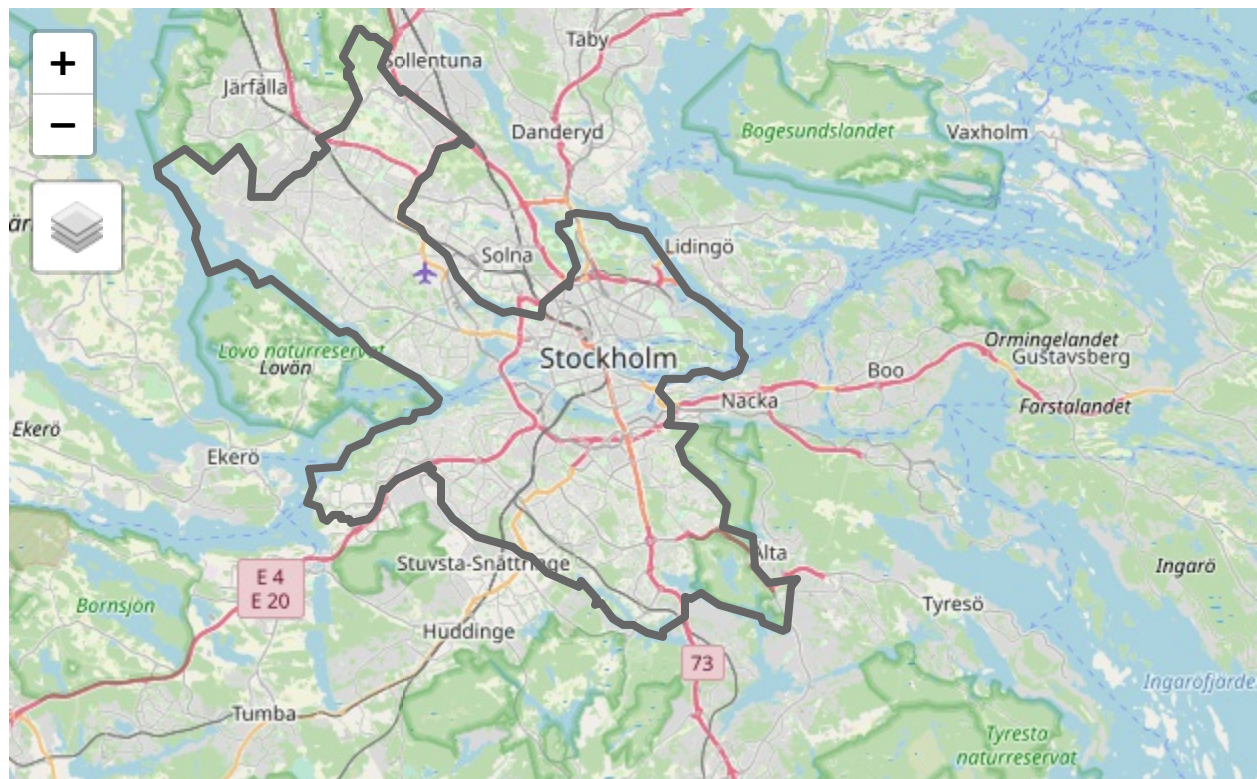 +
−
Täby
Sollentuna
Järfälla
Danderyd
Bogesundslandet
Vaxholm
Solna
Lidingö
Ormingelandet
Gustavsberg
Lovö naturreservat
Lovön
Stockholm
Boo
Nacka
Farstalandet
Ekerö
Ekerö
Älta
Stuvsta-Snättringe
Ingarö
E 4
E 20
Bornsjön
Tyresö
Huddinge
73
Ingaröfjärde
Tumba
Tyresta
naturreservat